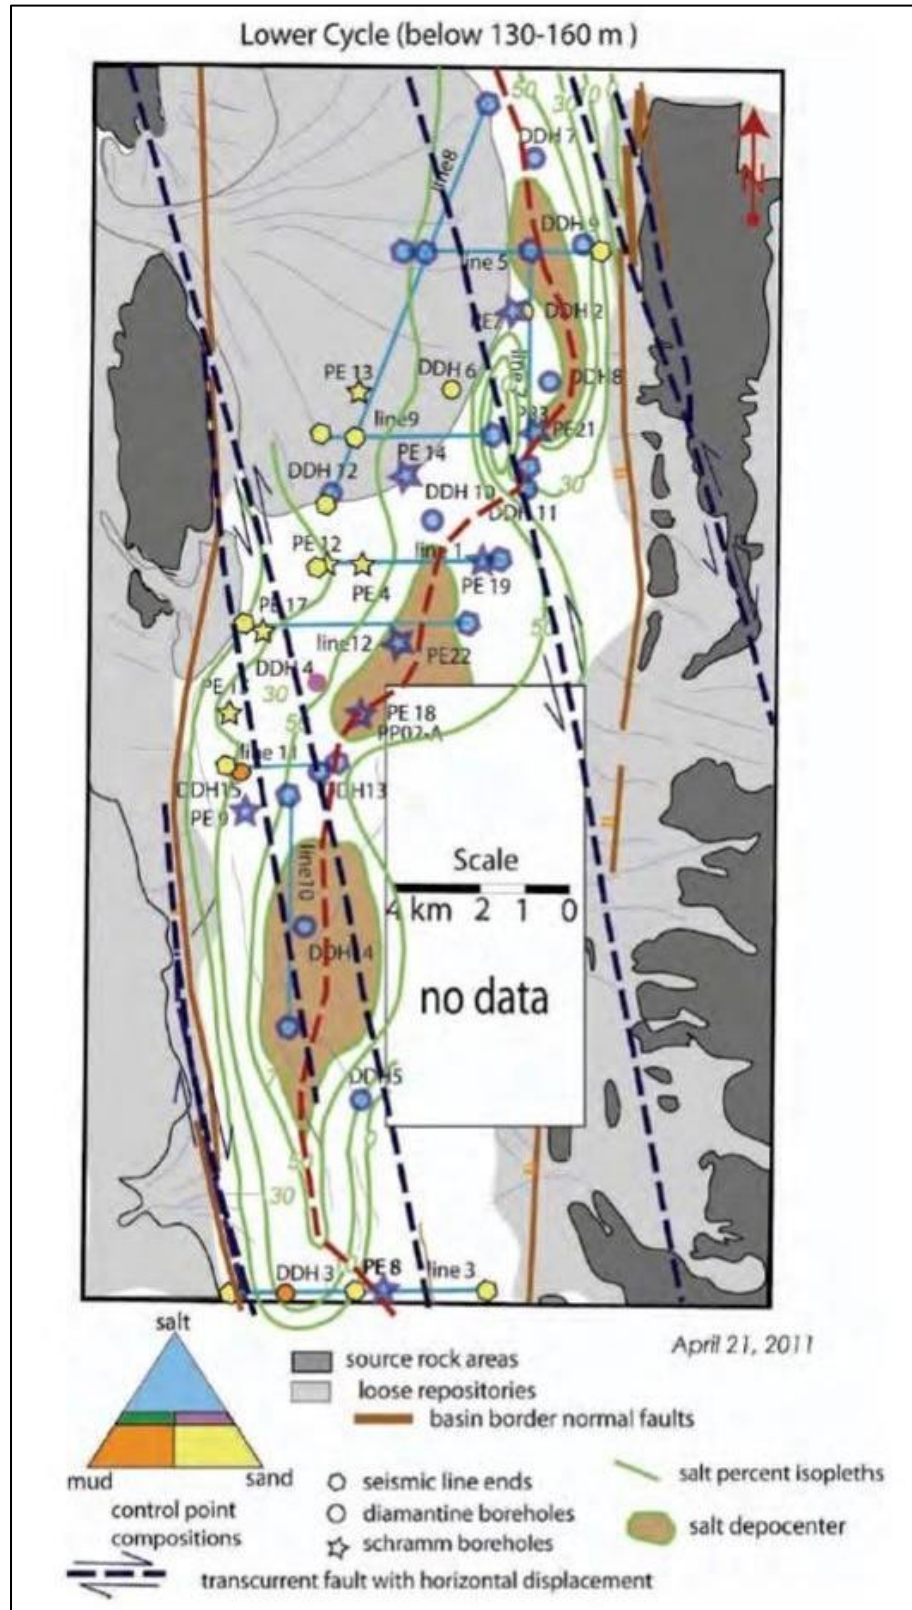 Lower Cycle (below 130-160 m )
50
30
10
0
DDH 7
line8
N
DDH 9
line 5
DDH 2
PE7
line 2
PE 13
DDH 6
DDH8
line9
PE21
PE 14
DDH 12
DDH 10
30
DDH 11
PE 12
line 1
PE 4
PE 19
PE 17
line12
PE22
50
DDH 4
30
PE 18
RP02-A
line 11
DDH15
DH13
PE 9
line10
Scale
4 km 2 1 0
no data
DDH5
30
DDH 3
PE 8
line 3
April 21, 2011
salt
mud
sand
control point
compositions
source rock areas
loose repositories
basin border normal faults
seismic line ends
diamantine boreholes
schramm boreholes
salt percent isopleths
salt depocenter
transcurrent fault with horizontal displacement